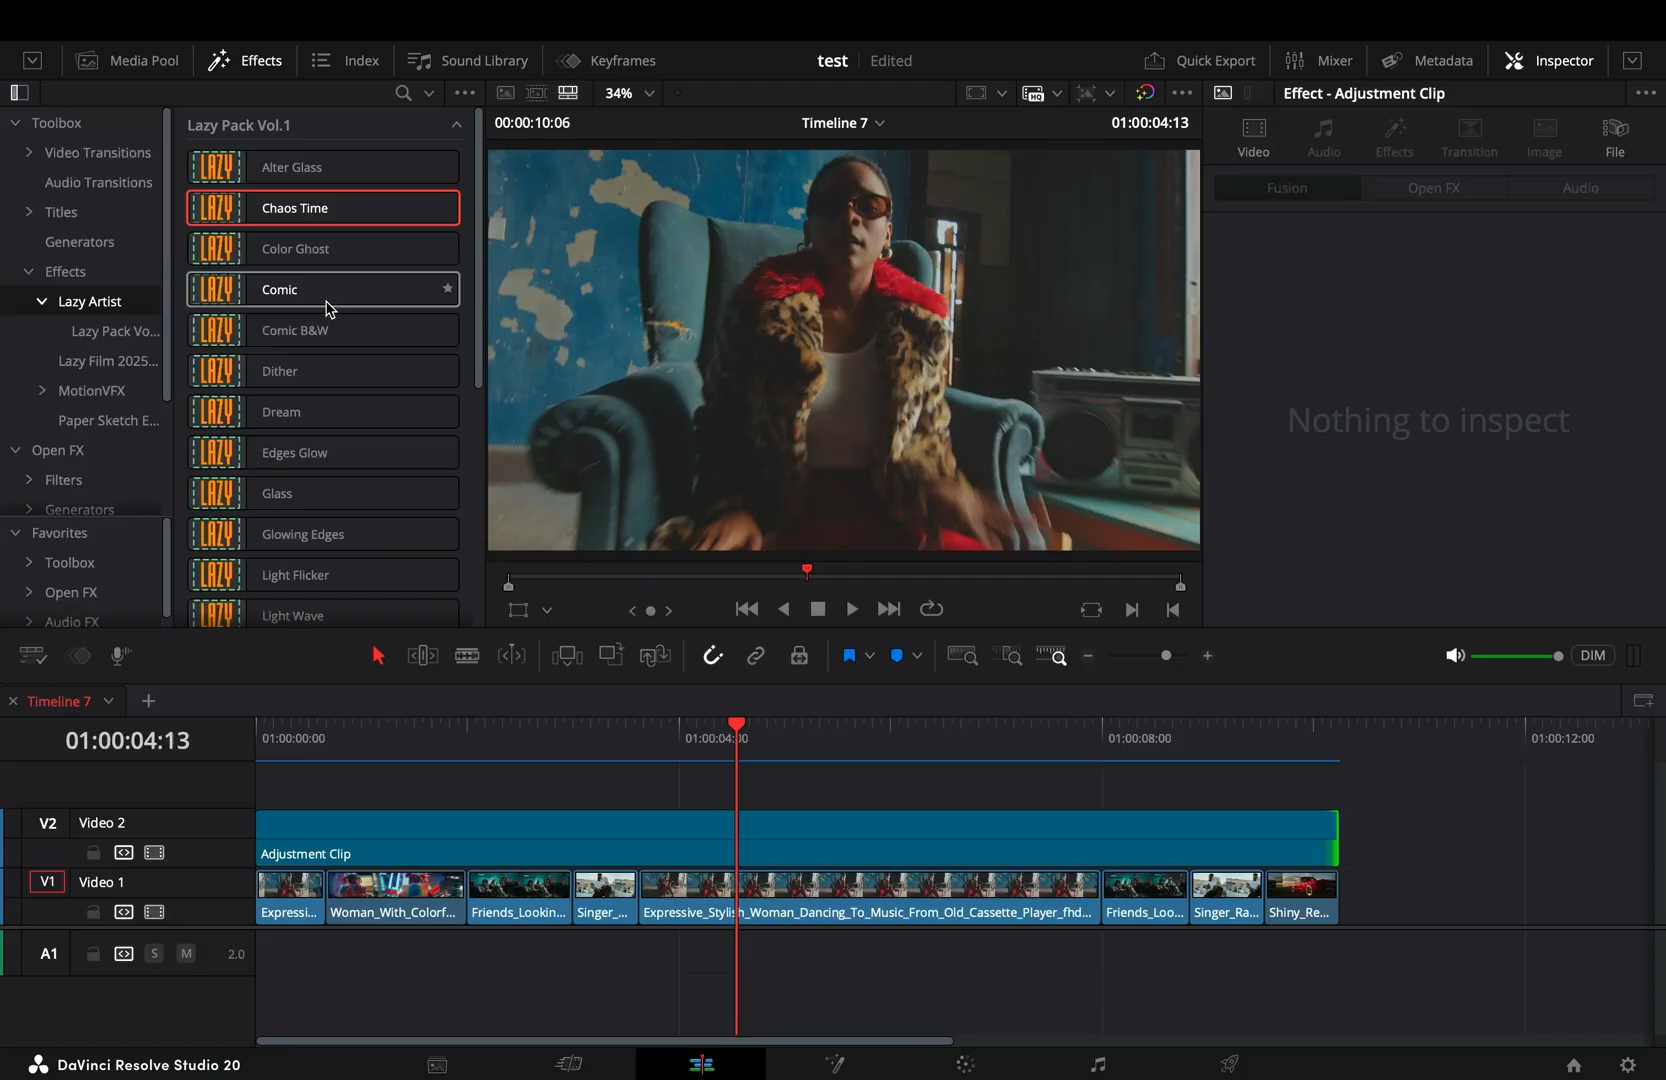 Media Pool
Effects
Index
Sound Library
Keyframes
test
Edited
Quick Export
Mixer
Metadata
Inspector
34%
Effect - Adjustment Clip
Toolbox
Video Transitions
Audio Transitions
Titles
Generators
Effects
Lazy Artist
Lazy Pack Vo...
Lazy Film 2025...
MotionVFX
Paper Sketch E...
Open FX
Filters
Generators
Favorites
Toolbox
Open FX
Audio FX
Lazy Pack Vol.1
LAZY Alter Glass
LAZY Chaos Time
LAZY Color Ghost
LAZY Comic
LAZY Comic B&W
LAZY Dither
LAZY Dream
LAZY Edges Glow
LAZY Glass
LAZY Glowing Edges
LAZY Light Flicker
LAZY Light Wave
00:00:10:06
Timeline 7
01:00:04:13
Video
Audio
Effects
Transition
Image
File
Fusion
Open FX
Audio
Nothing to inspect
DIM
Timeline 7
01:00:04:13
01:00:00:00
01:00:04:00
01:00:08:00
01:00:12:00
V2 Video 2
Adjustment Clip
V1 Video 1
Expressi...
Woman_With_Colorf...
Friends_Lookin...
Singer_...
Expressive_Stylish_Woman_Dancing_To_Music_From_Old_Cassette_Player_fhd...
Friends_Loo...
Singer_Ra...
Shiny_Re...
A1 S M 2.0
DaVinci Resolve Studio 20